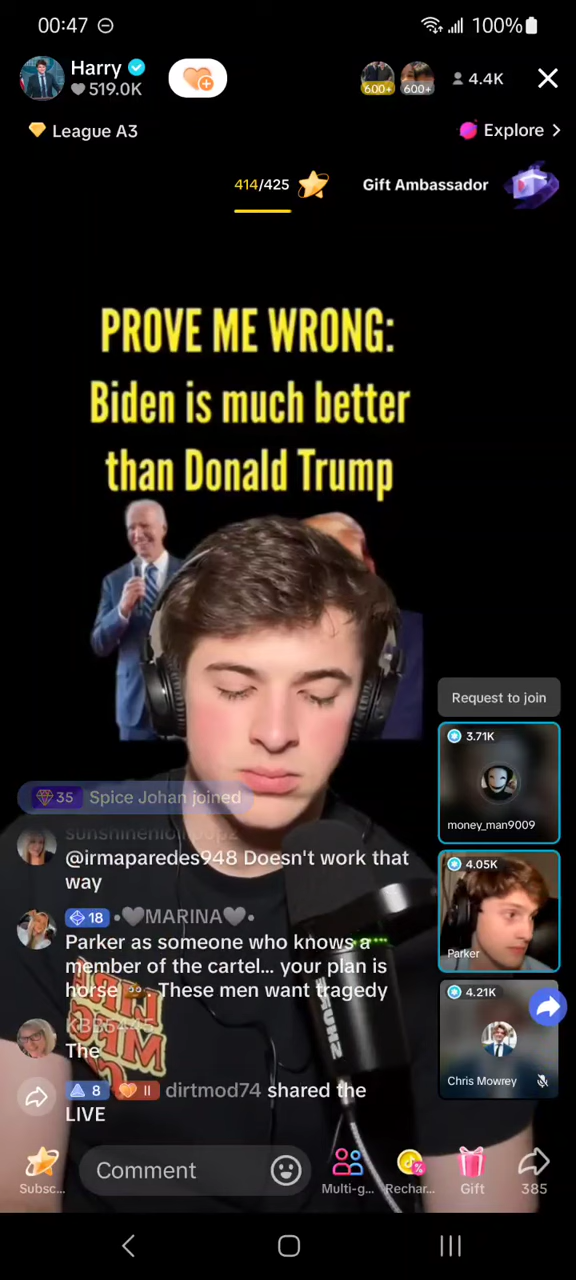 00:47
100%
Harry
519.0K
600+
600+
4.4K
League A3
Explore
414/425
Gift Ambassador
PROVE ME WRONG:
Biden is much better
than Donald Trump
Request to join
3.71K
money_man9009
35 Spice Johan joined
@irmaparedes948 Doesn't work that
way
4.05K
Parker
18 •🖤MARINA🖤•
Parker as someone who knows a
member of the cartel... your plan is
horse 💩. These men want tragedy
4.21K
Chris Mowrey
The
8 II dirtmod74 shared the
LIVE
Comment
Subsc...
Multi-g...
Rechar...
Gift
385